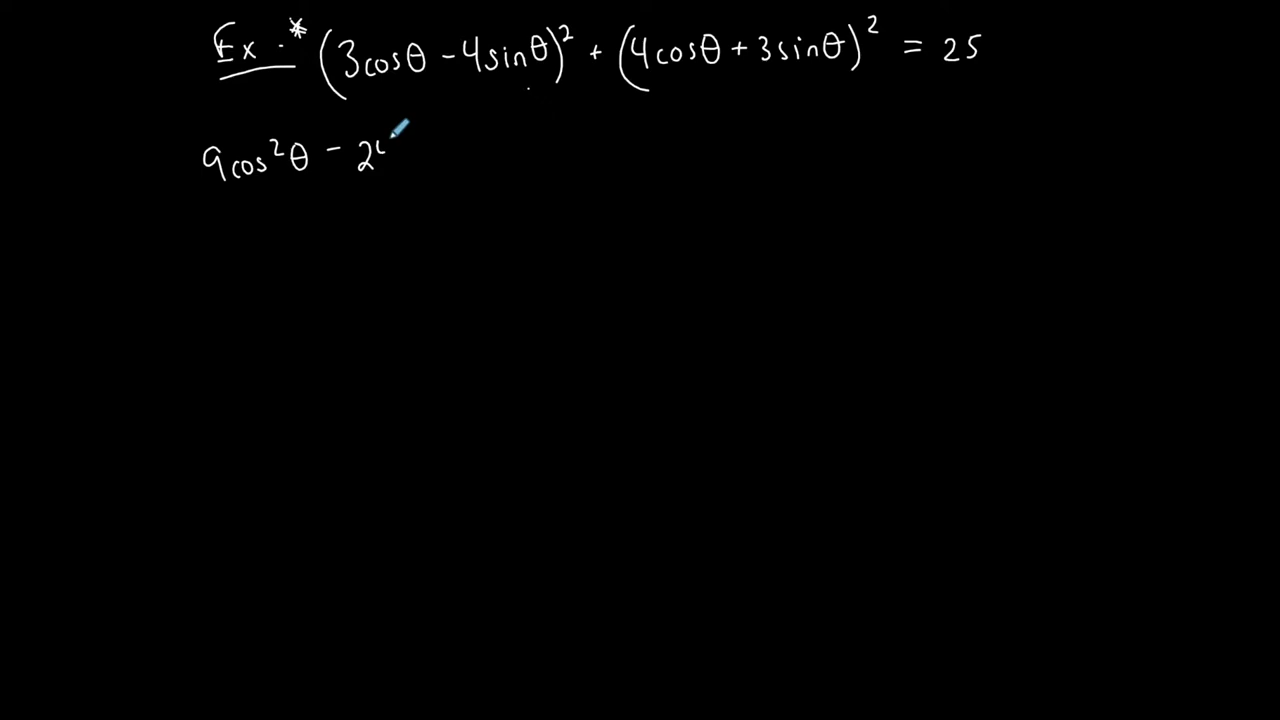 Ex.* (3cosθ - 4sinθ)² + (4cosθ + 3sinθ)² = 25
9cos²θ - 2